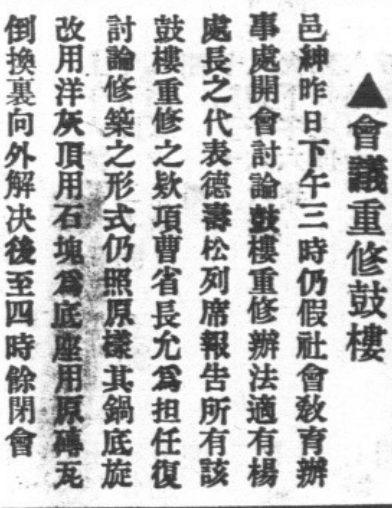 ▲會議重修鼓樓
邑紳昨日下午三時仍假社會敎育辦
事處開會討論鼓樓重修辦法適有楊
處長之代表德壽松列席報告所有該
鼓樓重修之欵項曹省長允爲担任復
討論修築之形式仍照原樣其鍋底旋
改用洋灰頂用石塊爲底座用原磚瓦
倒換裏向外解决後至四時餘閉會